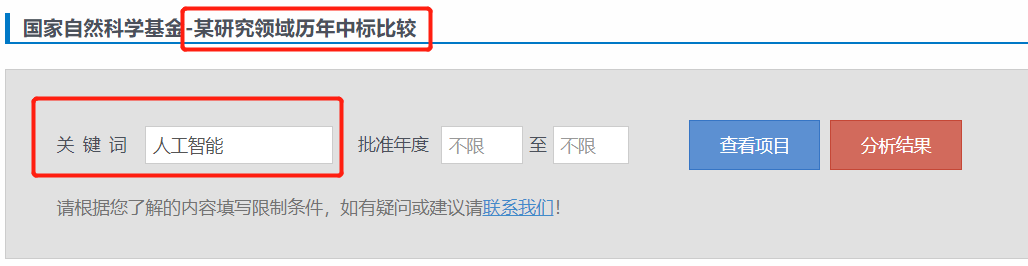 国家自然科学基金-某研究领域历年中标比较
关 键 词 人工智能 批准年度 不限 至 不限 查看项目 分析结果
请根据您了解的内容填写限制条件，如有疑问或建议请联系我们！